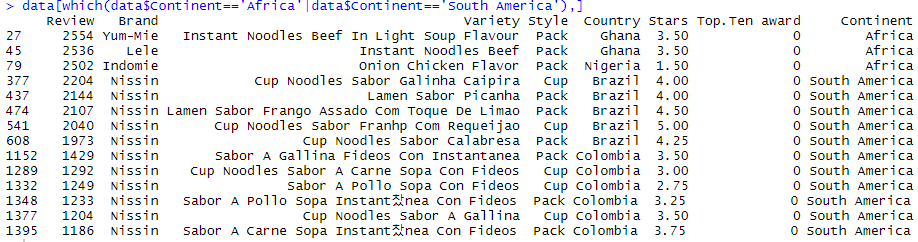 > data[which(data$Continent=='Africa'|data$Continent=='South America'),]
Review Brand Variety Style Country Stars Top.Ten award Continent
27 2554 Yum-Mie Instant Noodles Beef In Light Soup Flavour Pack Ghana 3.50 0 Africa
45 2536 Lele Instant Noodles Beef Pack Ghana 3.50 0 Africa
79 2502 Indomie Onion Chicken Flavor Pack Nigeria 1.50 0 Africa
377 2204 Nissin Cup Noodles Sabor Galinha Caipira Cup Brazil 4.00 0 South America
437 2144 Nissin Lamen Sabor Picanha Pack Brazil 4.00 0 South America
474 2107 Nissin Lamen Sabor Frango Assado Com Toque De Limao Pack Brazil 4.50 0 South America
541 2040 Nissin Cup Noodles Sabor Franhp Com Requeijao Cup Brazil 5.00 0 South America
608 1973 Nissin Cup Noodles Sabor Calabresa Pack Brazil 4.25 0 South America
1152 1429 Nissin Sabor A Gallina Fideos Con Instantanea Pack Colombia 3.50 0 South America
1289 1292 Nissin Cup Noodles Sabor A Carne Sopa Con Fideos Cup Colombia 3.00 0 South America
1332 1249 Nissin Sabor A Pollo Sopa Con Fideos Cup Colombia 2.75 0 South America
1348 1233 Nissin Sabor A Pollo Sopa Instant찼nea Con Fideos Pack Colombia 3.25 0 South America
1377 1204 Nissin Cup Noodles Sabor A Gallina Cup Colombia 3.50 0 South America
1395 1186 Nissin Sabor A Carne Sopa Instant찼nea Con Fideos Pack Colombia 3.75 0 South America